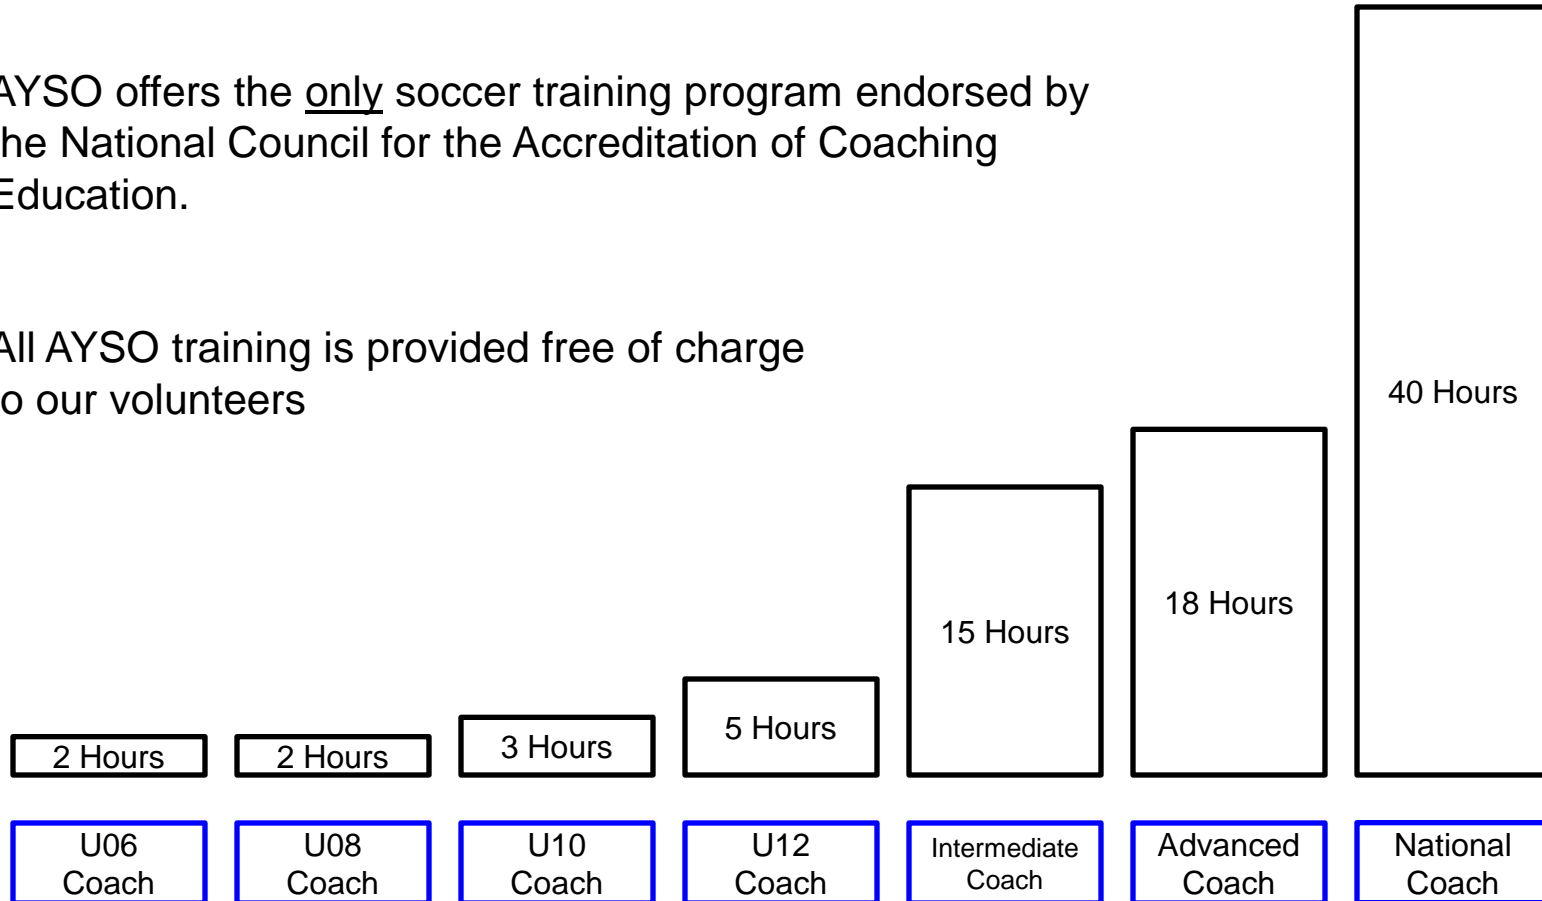 AYSO offers the only soccer training program endorsed by
the National Council for the Accreditation of Coaching
Education.
All AYSO training is provided free of charge
to our volunteers
40 Hours
18 Hours
15 Hours
5 Hours
3 Hours
2 Hours
2 Hours
U06
Coach
U08
Coach
U10
Coach
U12
Coach
Intermediate
Coach
Advanced
Coach
National
Coach